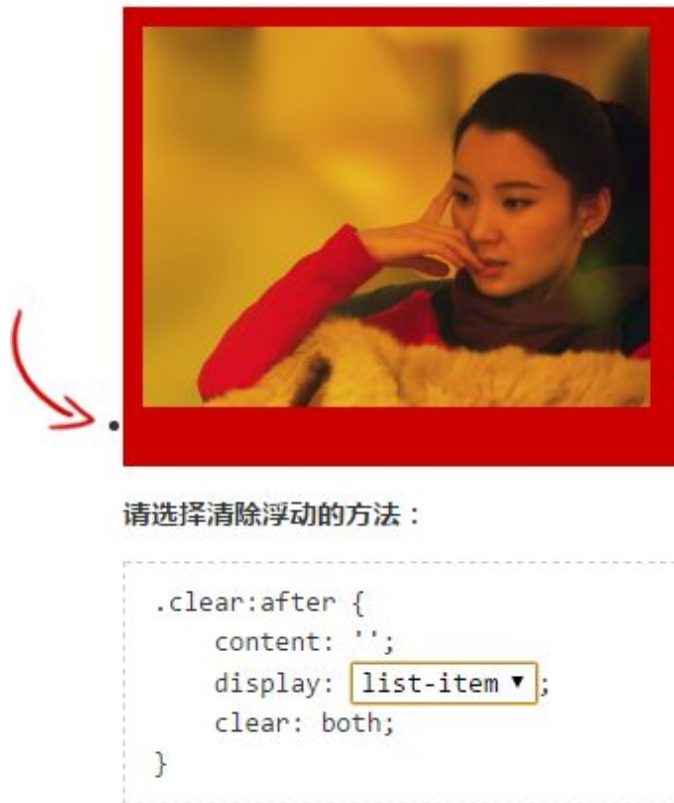 请选择清除浮动的方法：
.clear:after {
    content: '';
    display: list-item ▼;
    clear: both;
}